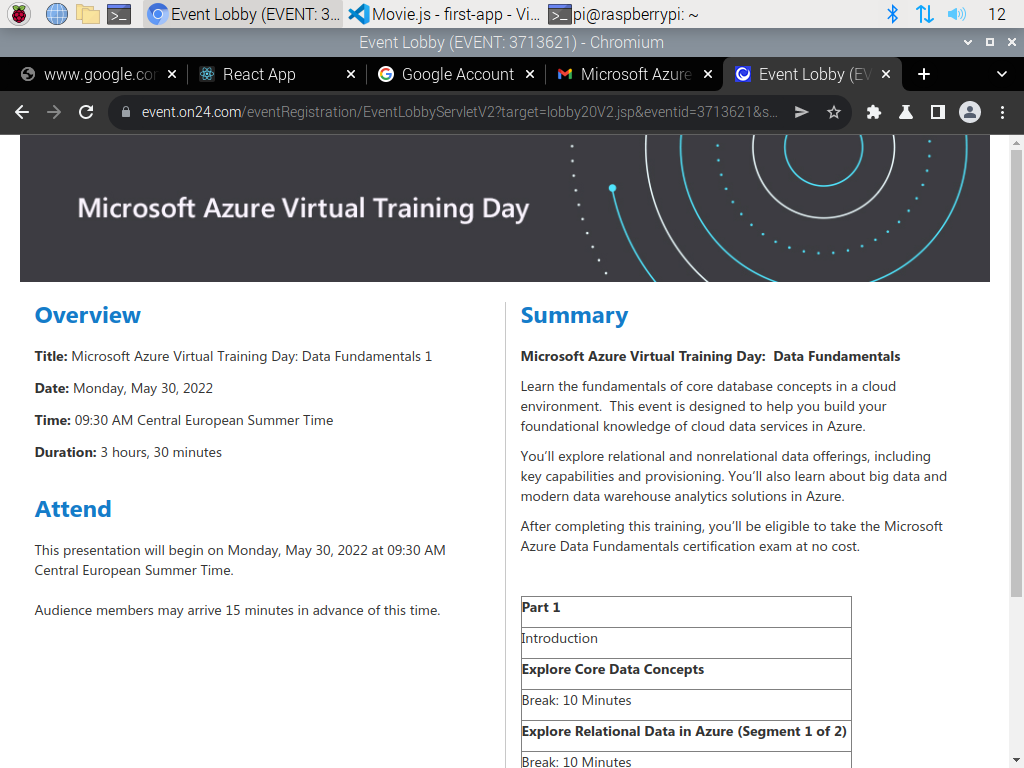 Event Lobby (EVENT: 3... Movie.js - first-app - Vi... pi@raspberrypi: ~ 12
Event Lobby (EVENT: 3713621) - Chromium
www.google.com React App Google Account Microsoft Azure Event Lobby (EV
event.on24.com/eventRegistration/EventLobbyServletV2?target=lobby20V2.jsp&eventid=3713621&s...
Microsoft Azure Virtual Training Day
Overview
Title: Microsoft Azure Virtual Training Day: Data Fundamentals 1
Date: Monday, May 30, 2022
Time: 09:30 AM Central European Summer Time
Duration: 3 hours, 30 minutes
Attend
This presentation will begin on Monday, May 30, 2022 at 09:30 AM
Central European Summer Time.
Audience members may arrive 15 minutes in advance of this time.
Summary
Microsoft Azure Virtual Training Day: Data Fundamentals
Learn the fundamentals of core database concepts in a cloud
environment. This event is designed to help you build your
foundational knowledge of cloud data services in Azure.
You'll explore relational and nonrelational data offerings, including
key capabilities and provisioning. You'll also learn about big data and
modern data warehouse analytics solutions in Azure.
After completing this training, you'll be eligible to take the Microsoft
Azure Data Fundamentals certification exam at no cost.
Part 1
Introduction
Explore Core Data Concepts
Break: 10 Minutes
Explore Relational Data in Azure (Segment 1 of 2)
Break: 10 Minutes